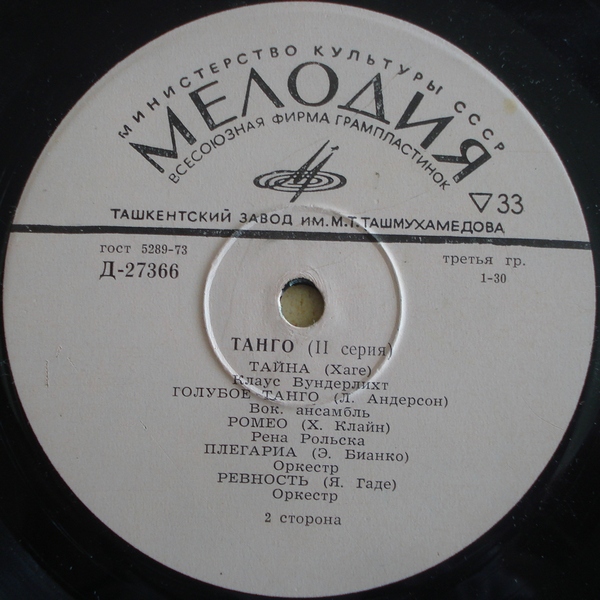 МИНИСТЕРСТВО КУЛЬТУРЫ СССР
МЕЛОДИЯ
ВСЕСОЮЗНАЯ ФИРМА ГРАМПЛАСТИНОК
▽33
ТАШКЕНТСКИЙ ЗАВОД ИМ. М.Т. ТАШМУХАМЕДОВА
гост 5289-73
Д-27366
третья гр.
1-30
ТАНГО (II серия)
ТАЙНА (Хаге)
Клаус Вундерлихт
ГОЛУБОЕ ТАНГО (Л. Андерсон)
Вок. ансамбль
РОМЕО (Х. Клайн)
Рена Рольска
ПЛЕГАРИА (Э. Бианко)
Оркестр
РЕВНОСТЬ (Я. Гаде)
Оркестр
2 сторона